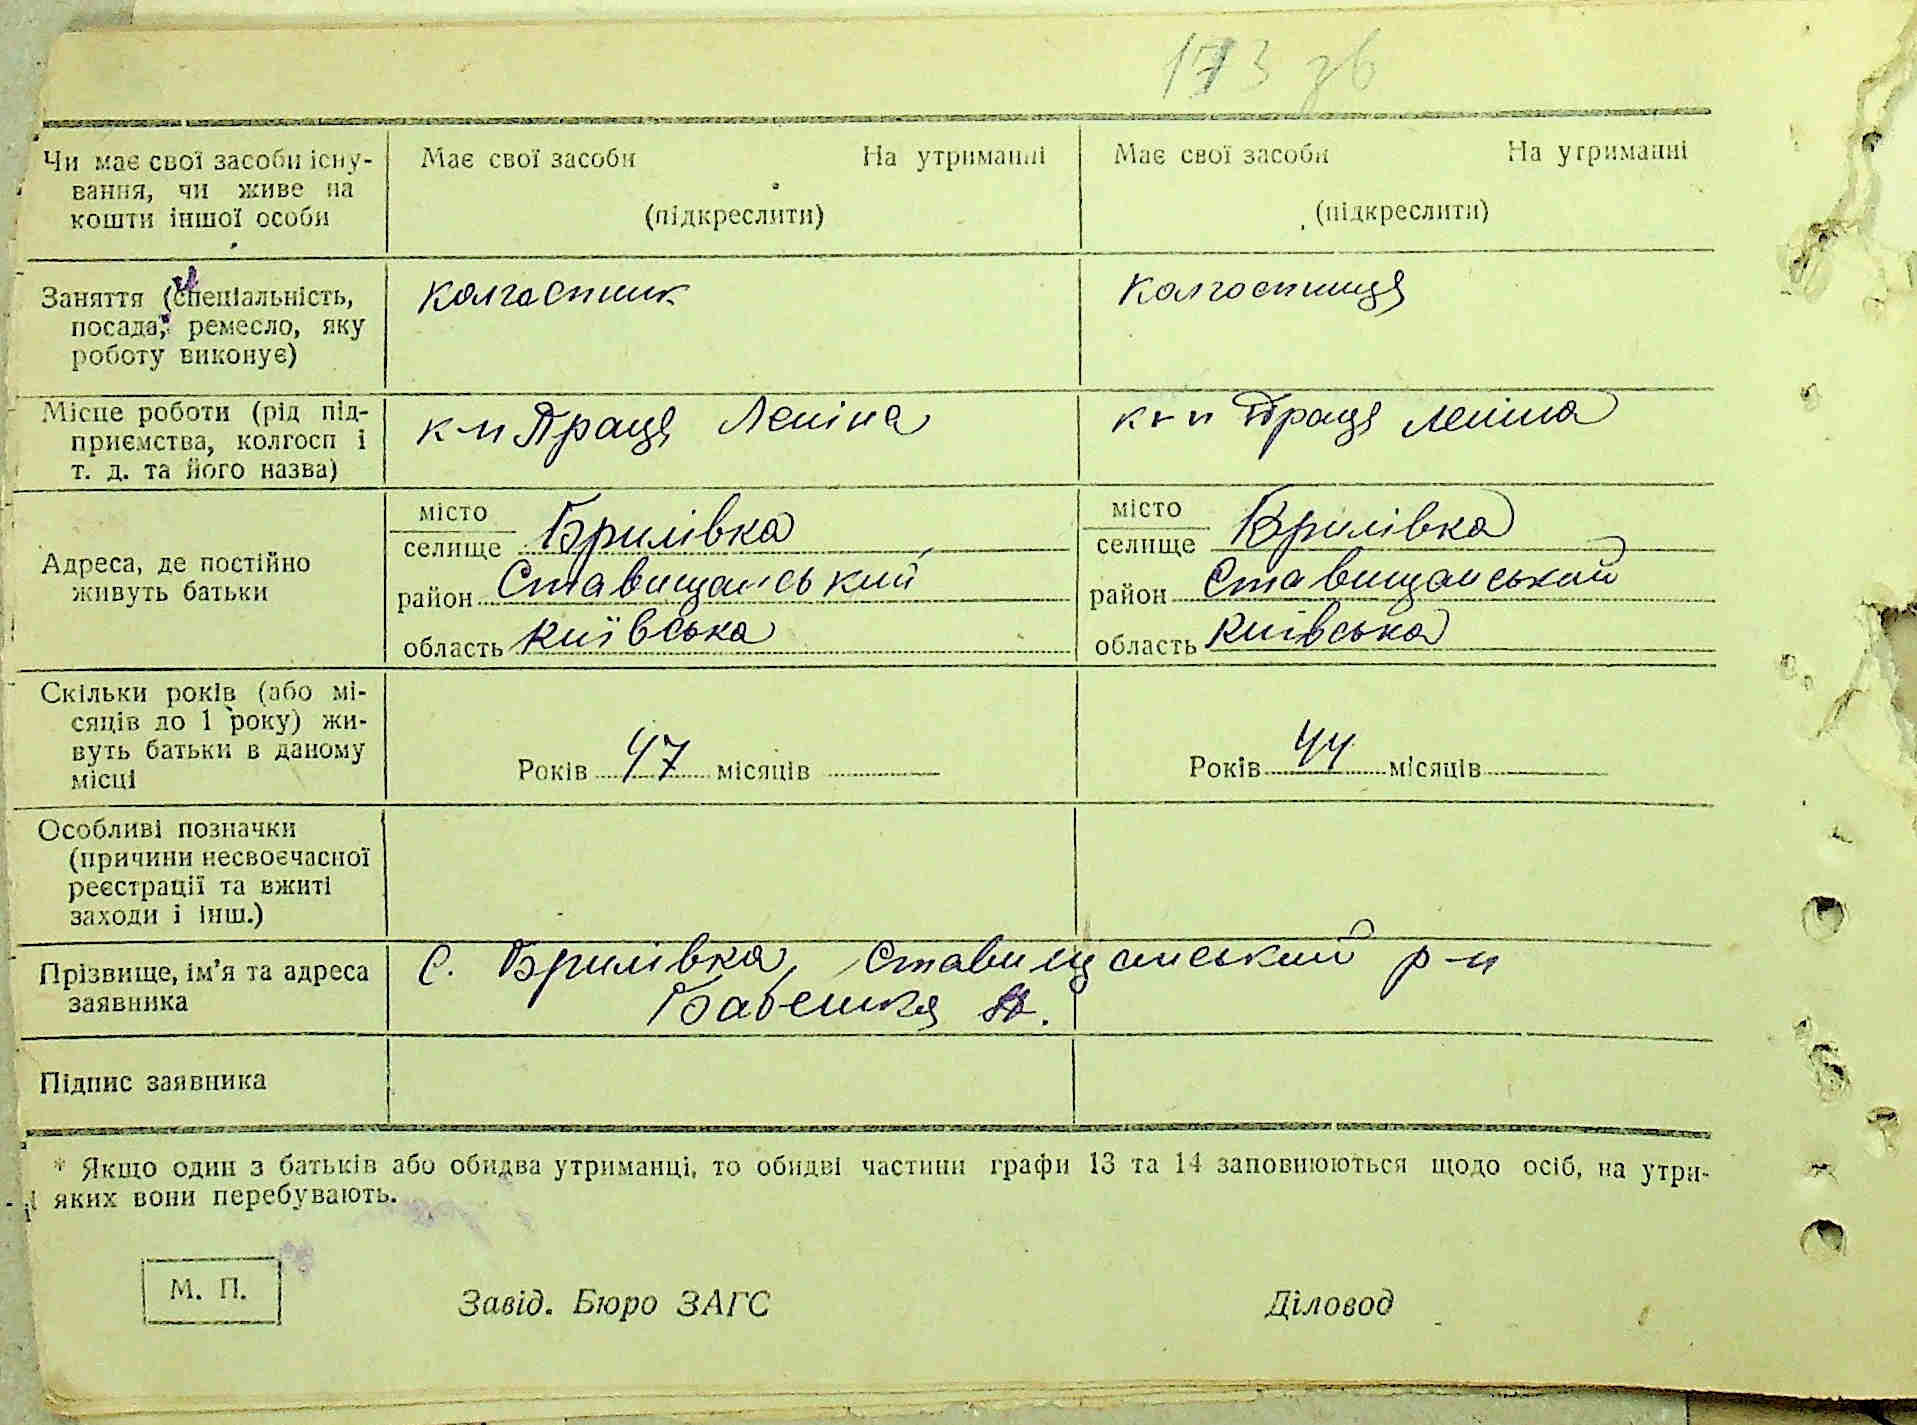 173 зв
Чи має свої засоби існу- Має свої засоби На утриманні Має свої засоби На утриманні
вання, чи живе на
кошти іншої особи (підкреслити) (підкреслити)
Заняття (спеціальність, колгоспник колгоспниця
посада, ремесло, яку
роботу виконує)
Місце роботи (рід під- к-п Праця Леніна к-п Праця Леніна
приємства, колгосп і
т. д. та його назва)
місто місто
селище Брилівка селище Брилівка
Адреса, де постійно
живуть батьки район Ставищанський район Ставищанський
область Київська область Київська
Скільки років (або мі-
сяців до 1 року) жи-
вуть батьки в даному Років 47 місяців Років 44 місяців
місці
Особливі позначки
(причини несвоєчасної
реєстрації та вжиті
заходи і інш.)
Прізвище, ім'я та адреса с. Брилівка, Ставищанський р-н
заявника Бабеншкя
Підпис заявника
* Якщо один з батьків або обидва утриманці, то обидві частини графи 13 та 14 заповнюються щодо осіб, на утри-
яких вони перебувають.
М. П. Завід. Бюро ЗАГС Діловод